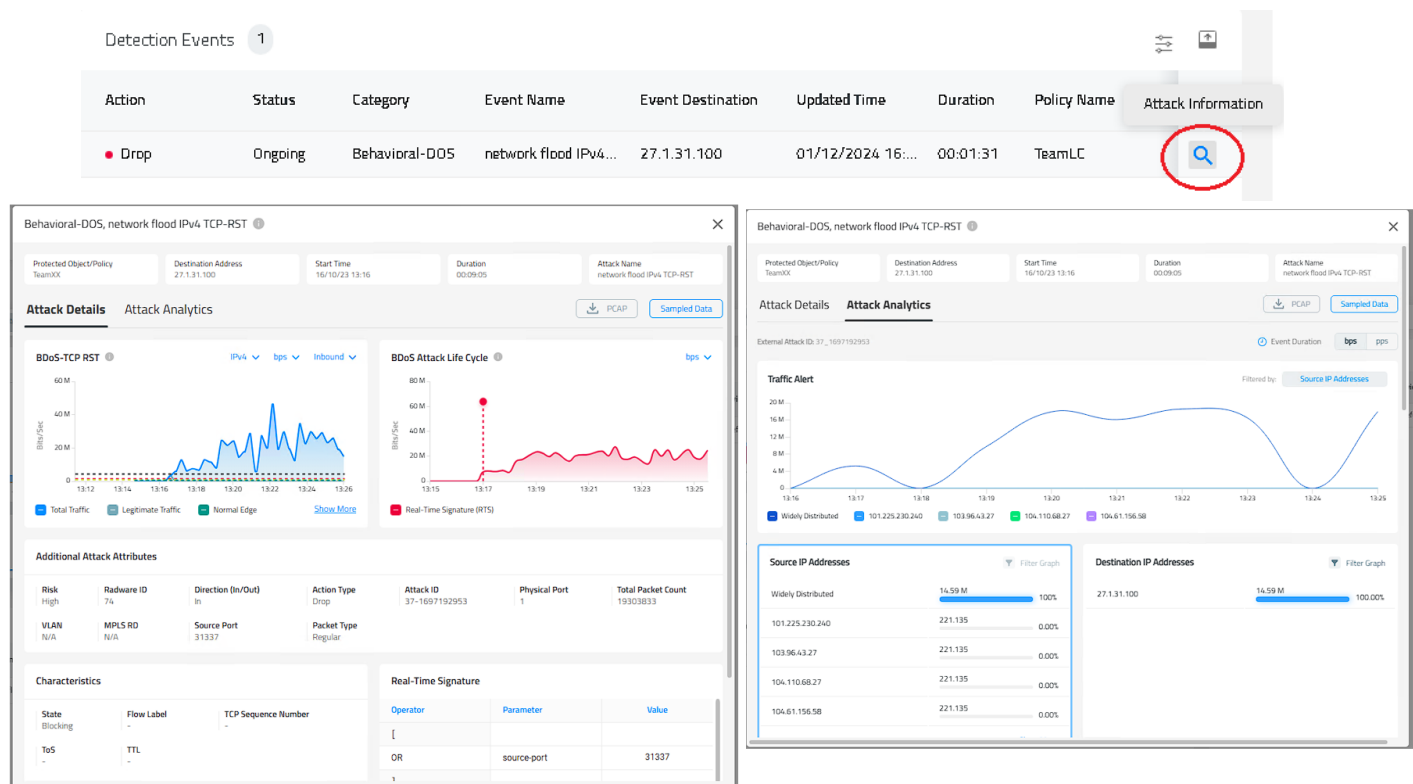 Detection Events 1
Action Status Category Event Name Event Destination Updated Time Duration Policy Name Attack Information
Drop Ongoing Behavioral-DOS network flood IPv4... 27.1.31.100 01/12/2024 16:... 00:01:31 TeamLC
Behavioral-DOS, network flood IPv4 TCP-RST
Protected Object/Policy Destination Address Start Time Duration Attack Name
TeamXX 27.1.31.100 16/10/23 13:16 00:09:05 network flood IPv4 TCP-RST
Attack Details Attack Analytics PCAP Sampled Data
BDoS-TCP RST IPv4 bps Inbound
60 M
40 M
20 M
0
Bits/Sec
13:12 13:14 13:16 13:18 13:20 13:22 13:24 13:26
Total Traffic Legitimate Traffic Normal Edge Show More
BDoS Attack Life Cycle bps
80 M
60 M
40 M
20 M
0
Bits/Sec
13:15 13:17 13:19 13:21 13:23 13:25
Real-Time Signature (RTS)
Additional Attack Attributes
Risk Radware ID Direction (In/Out) Action Type Attack ID Physical Port Total Packet Count
High 74 In Drop 37-1697192953 1 19303833
VLAN MPLS RD Source Port Packet Type
N/A N/A 31337 Regular
Characteristics
State Flow Label TCP Sequence Number
Blocking - -
ToS TTL
- -
Real-Time Signature
Operator Parameter Value
[
OR source-port 31337
]
Behavioral-DOS, network flood IPv4 TCP-RST
Protected Object/Policy Destination Address Start Time Duration Attack Name
TeamXX 27.1.31.100 16/10/23 13:16 00:09:05 network flood IPv4 TCP-RST
Attack Details Attack Analytics PCAP Sampled Data
External Attack ID: 37_1697192953 Event Duration bps pps
Traffic Alert Filtered by: Source IP Addresses
20 M
16 M
12 M
8 M
4 M
0
13:16 13:17 13:18 13:19 13:20 13:21 13:22 13:23 13:24 13:25
Widely Distributed 101.225.230.240 103.96.43.27 104.110.68.27 104.61.156.58
Source IP Addresses Filter Graph
Widely Distributed 14.59 M 100%
101.225.230.240 221.135 0.00%
103.96.43.27 221.135 0.00%
104.110.68.27 221.135 0.00%
104.61.156.58 221.135 0.00%
Destination IP Addresses Filter Graph
27.1.31.100 14.59 M 100.00%